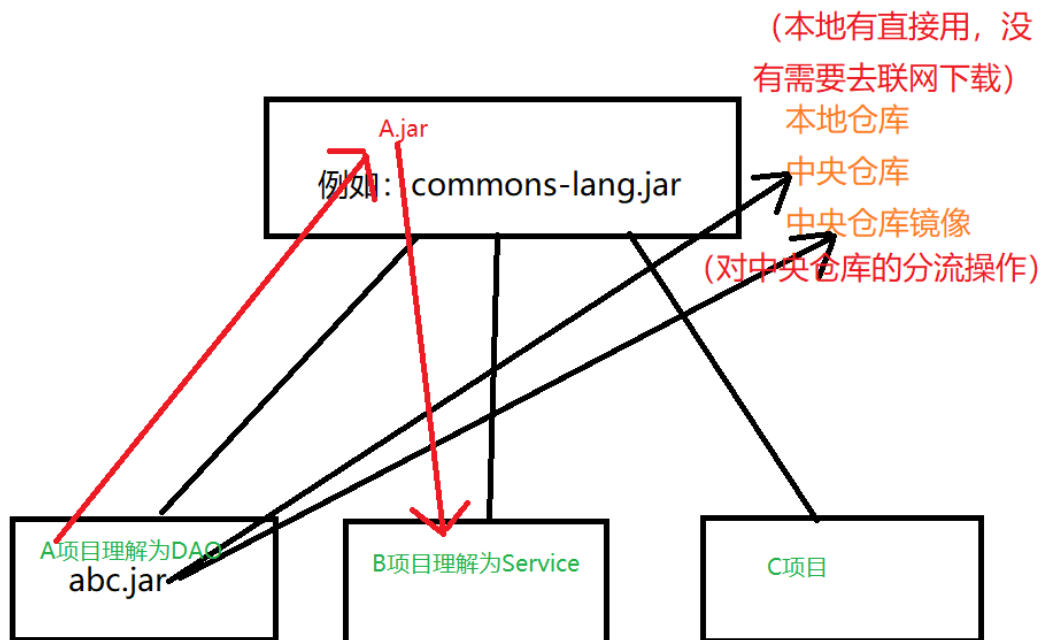 （本地有直接用，没
有需要去联网下载）
A.jar
例如：commons-lang.jar
本地仓库
中央仓库
中央仓库镜像
（对中央仓库的分流操作）
A项目理解为DAO
abc.jar
B项目理解为Service
C项目